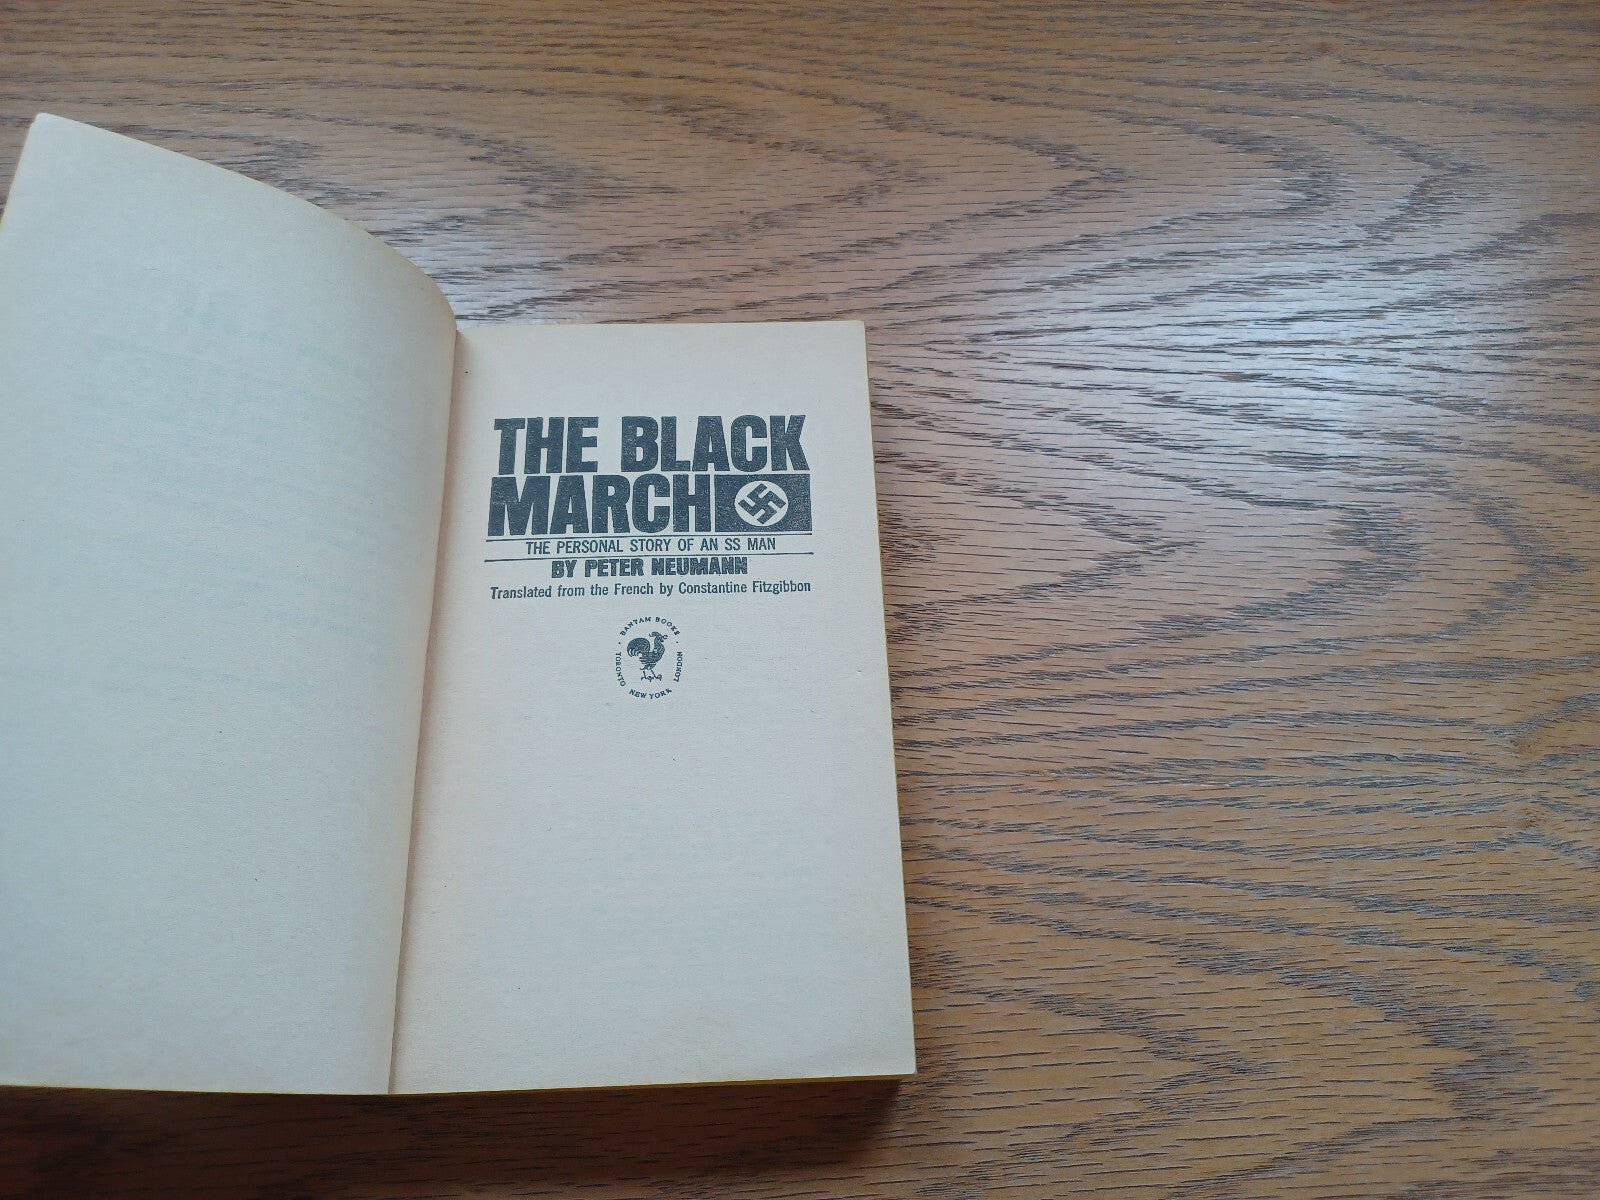 THE BLACK
MARCH
THE PERSONAL STORY OF AN SS MAN
BY PETER NEUMANN
Translated from the French by Constantine Fitzgibbon
BANTAM BOOKS
TORONTO · NEW YORK · LONDON